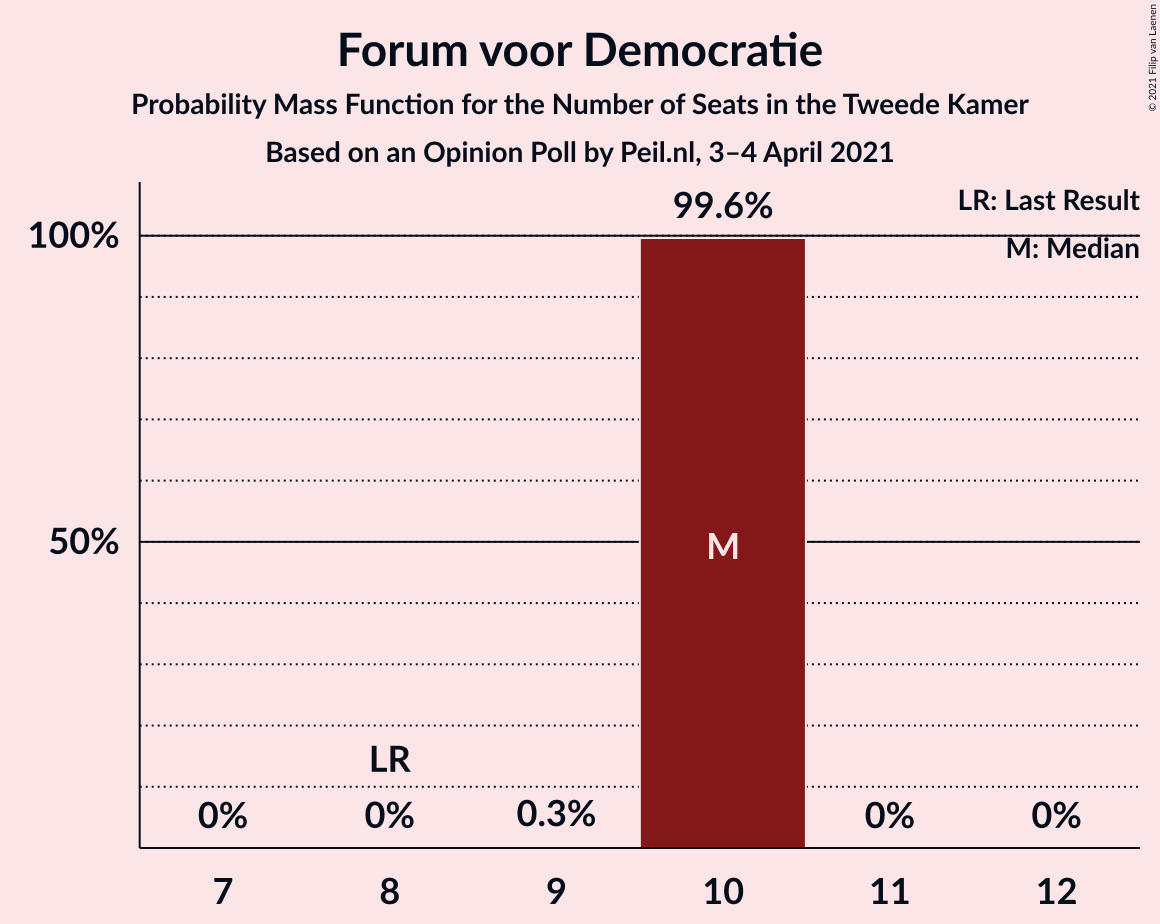 Forum voor Democratie
Probability Mass Function for the Number of Seats in the Tweede Kamer
Based on an Opinion Poll by Peil.nl, 3–4 April 2021
© 2021 Filip van Laenen
LR: Last Result
M: Median
99.6%
100%
50%
M
LR
0%
0%
0.3%
0%
0%
7
8
9
10
11
12